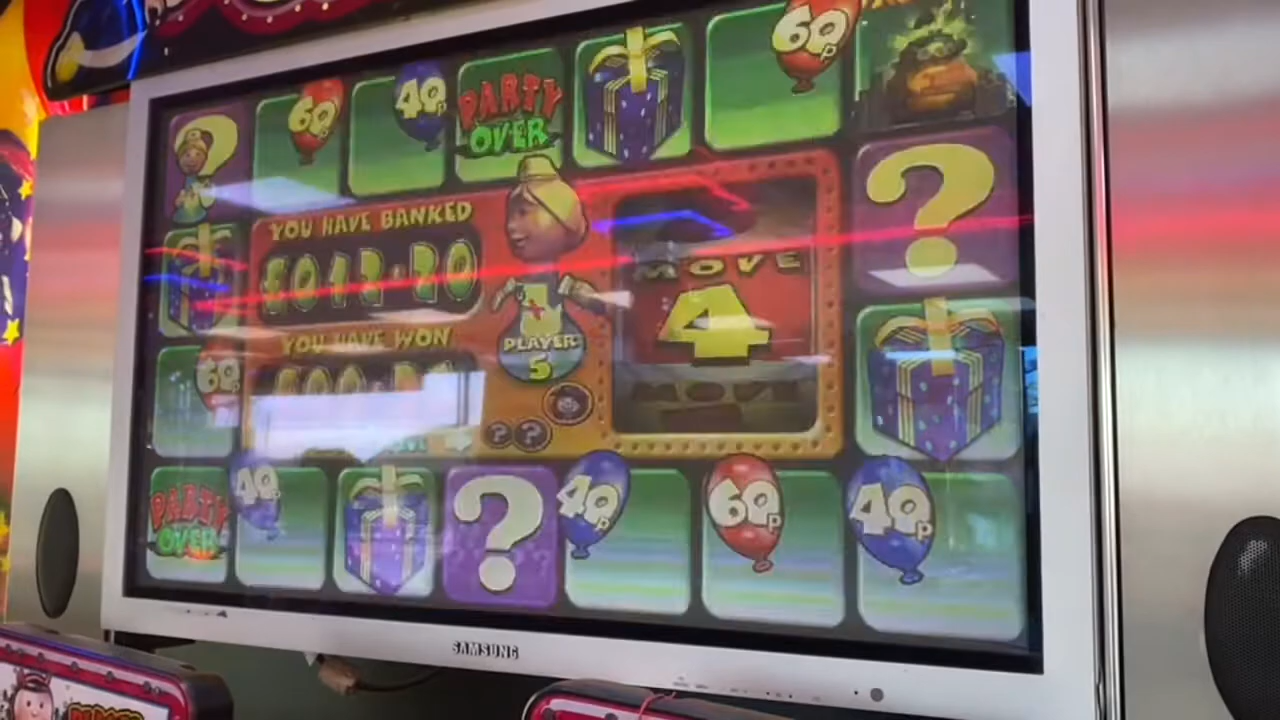 60p
40p
PARTY
OVER
60p
?
?
YOU HAVE BANKED
MOVE
4
YOU HAVE WON
PLAYER
5
60p
? ?
PARTY
OVER
40p
?
40p
60p
40p
SAMSUNG